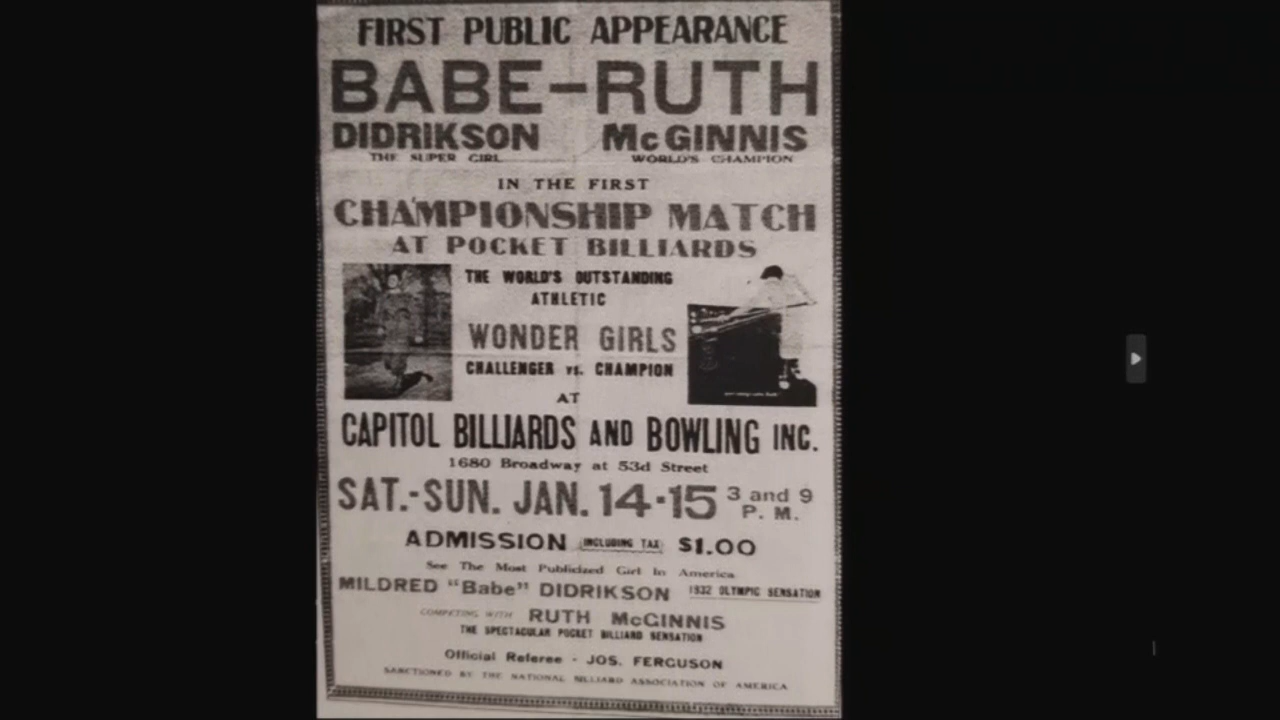 FIRST PUBLIC APPEARANCE
BABE-RUTH
DIDRIKSON McGINNIS
THE SUPER GIRL WORLD'S CHAMPION
IN THE FIRST
CHAMPIONSHIP MATCH
AT POCKET BILLIARDS
THE WORLD'S OUTSTANDING
ATHLETIC
WONDER GIRLS
CHALLENGER vs. CHAMPION
AT
CAPITOL BILLIARDS AND BOWLING INC.
1680 Broadway at 53d Street
SAT.-SUN. JAN. 14-15 3 and 9
P. M.
ADMISSION INCLUDING TAX $1.00
See The Most Publicized Girl In America
MILDRED "Babe" DIDRIKSON 1932 OLYMPIC SENSATION
COMPETING WITH RUTH McGINNIS
THE SPECTACULAR POCKET BILLIARD SENSATION
Official Referee - JOS. FERGUSON
SANCTIONED BY THE NATIONAL BILLIARD ASSOCIATION OF AMERICA